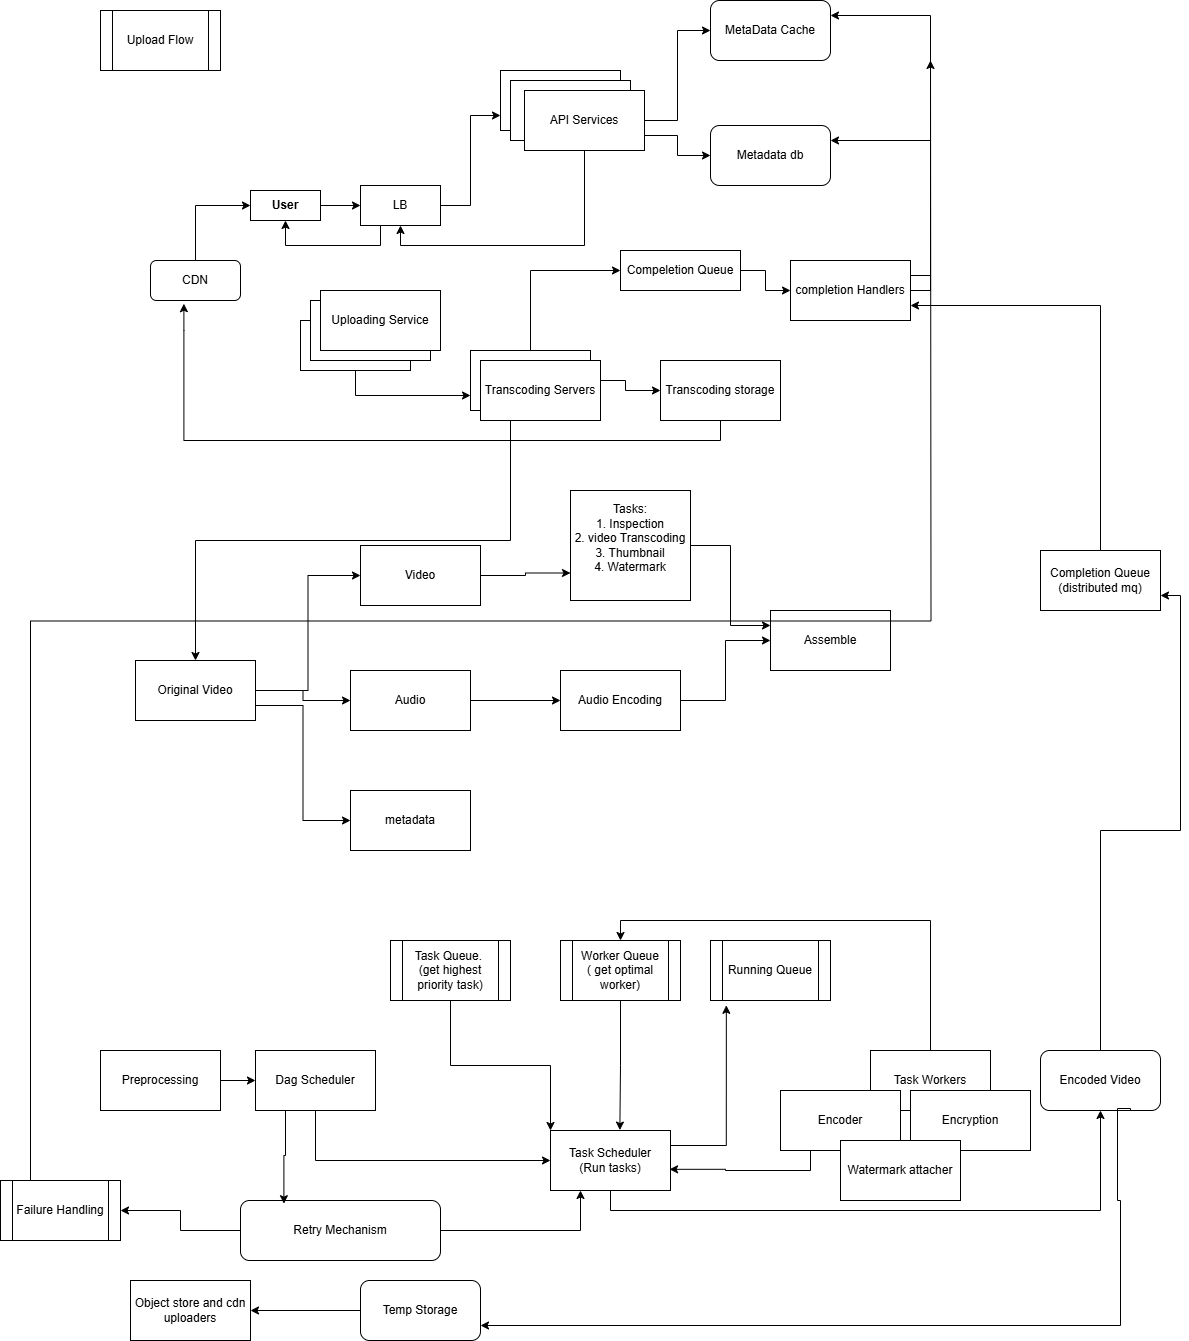 Upload Flow
MetaData Cache
API Services
Metadata db
User
LB
CDN
Compeletion Queue
completion Handlers
Uploading Service
Transcoding Servers
Transcoding storage
Tasks:
1. Inspection
2. video Transcoding
3. Thumbnail
4. Watermark
Video
Completion Queue
(distributed mq)
Assemble
Original Video
Audio
Audio Encoding
metadata
Task Queue.
(get highest
priority task)
Worker Queue
( get optimal
worker)
Running Queue
Preprocessing
Dag Scheduler
Task Workers
Encoded Video
Encoder
Encryption
Task Scheduler
(Run tasks)
Watermark attacher
Failure Handling
Retry Mechanism
Object store and cdn
uploaders
Temp Storage